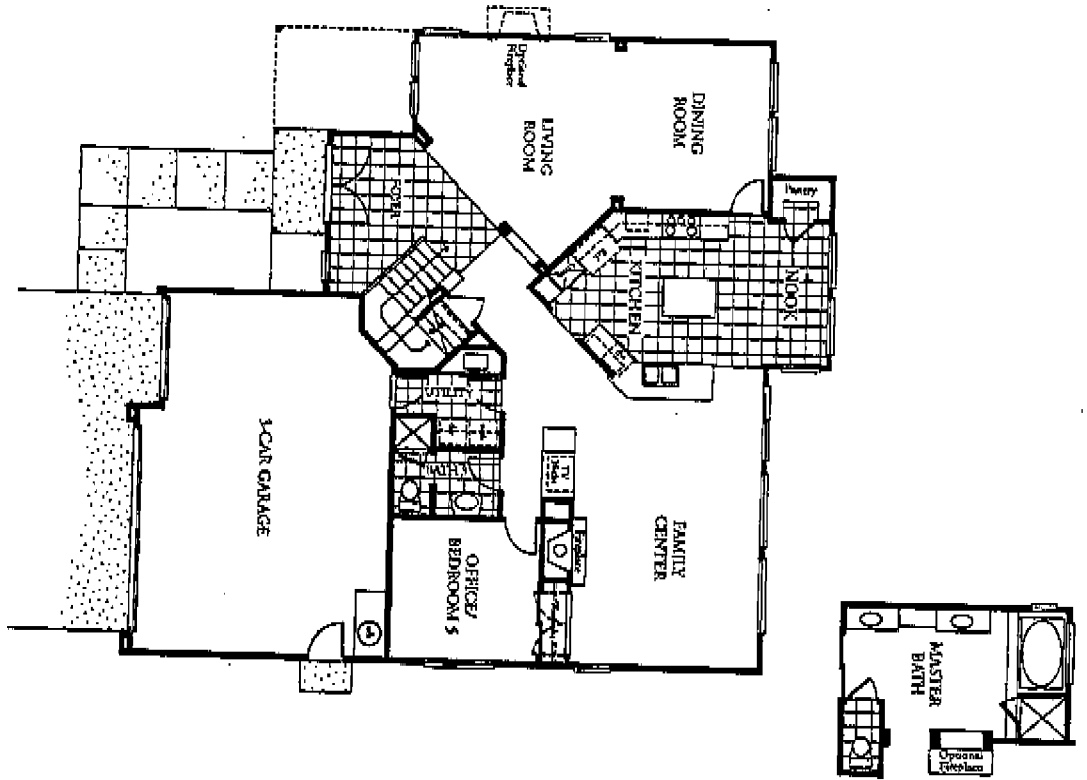 Optional
Fireplace
DINING
ROOM
LIVING
ROOM
Pantry
FOYER
KITCHEN
NOOK
UTILITY
3-CAR GARAGE
TV
Fireplace
FAMILY
CENTER
OFFICE/
BEDROOM 5
MASTER
BATH
Optional
Fireplace